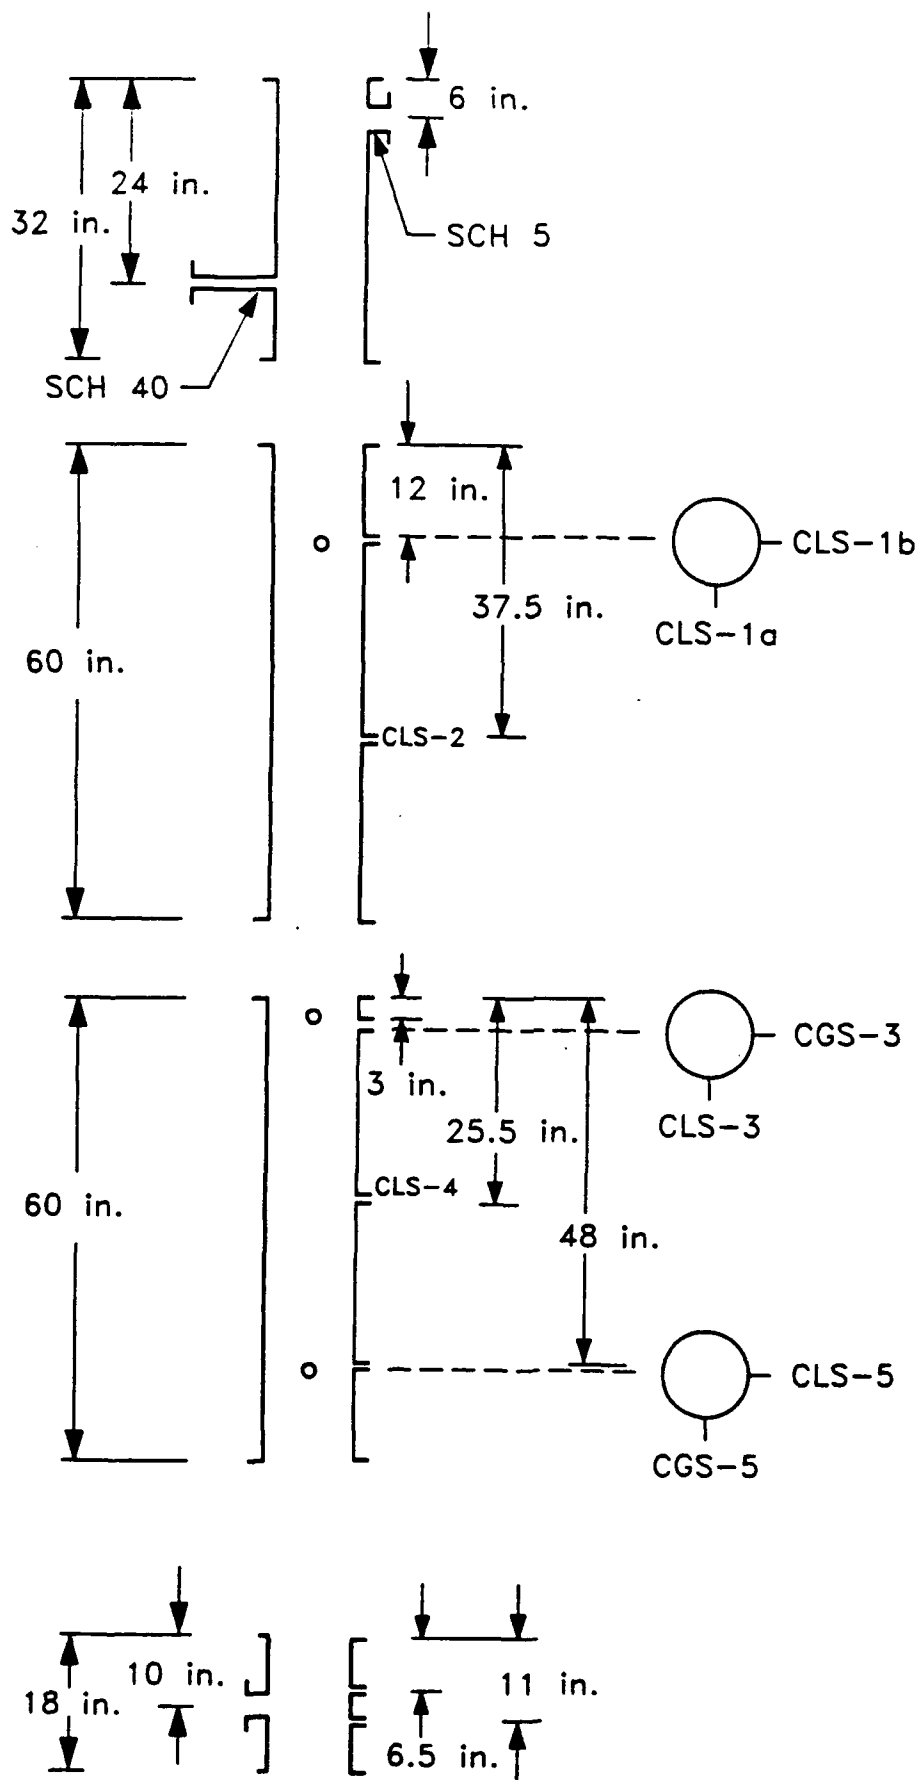 6 in.
24 in.
32 in.
SCH 5
SCH 40
12 in.
CLS-1b
37.5 in.
CLS-1a
60 in.
CLS-2
CGS-3
3 in.
CLS-3
25.5 in.
CLS-4
60 in.
48 in.
CLS-5
CGS-5
10 in.
11 in.
18 in.
6.5 in.